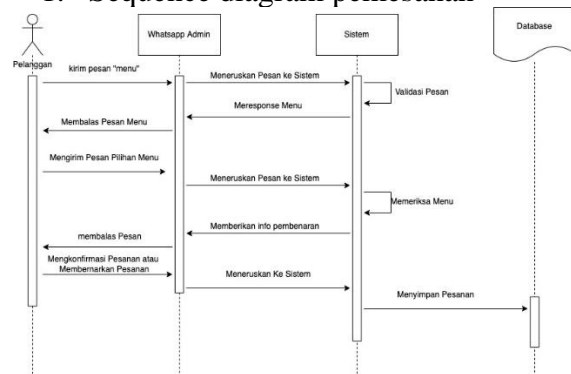 1. Sequence diagram pemesanan
Whatsapp Admin
Sistem
Database
Pelanggan
kirim pesan "menu"
Meneruskan Pesan ke Sistem
Validasi Pesan
Meresponse Menu
Membalas Pesan Menu
Mengirim Pesan Pilihan Menu
Meneruskan Pesan ke Sistem
Memeriksa Menu
Memberikan info pembenaran
membalas Pesan
Mengkonfirmasi Pesanan atau
Membernarkan Pesanan
Meneruskan Ke Sistem
Menyimpan Pesanan